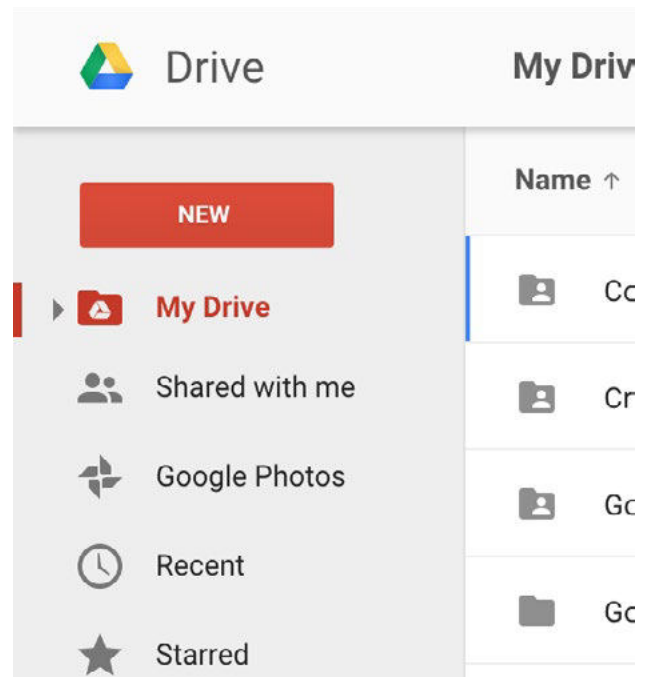 Drive
My Driv
NEW
My Drive
Shared with me
Google Photos
Recent
Starred
Name ↑
Co
Cr
Go
Go